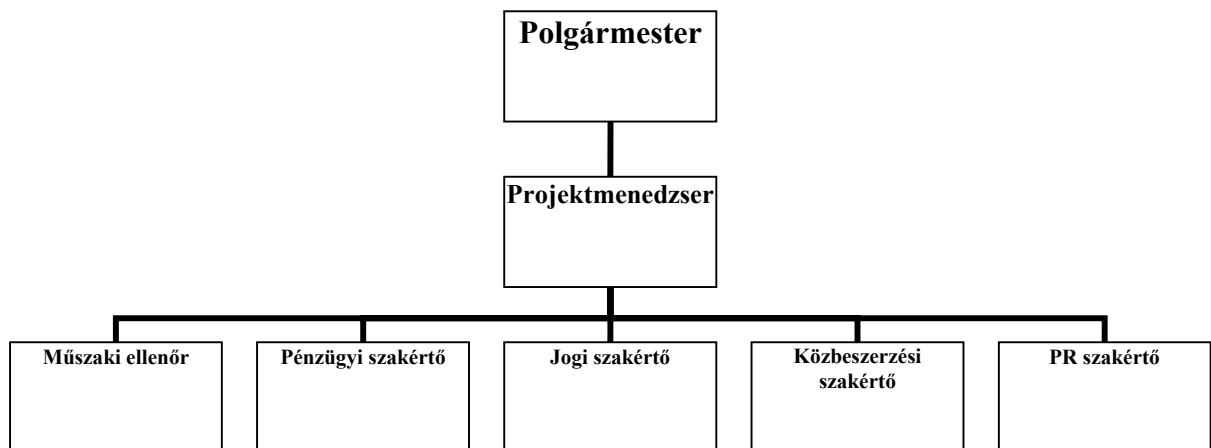 Polgármester
Projektmenedzser
Műszaki ellenőr
Pénzügyi szakértő
Jogi szakértő
Közbeszerzési
szakértő
PR szakértő